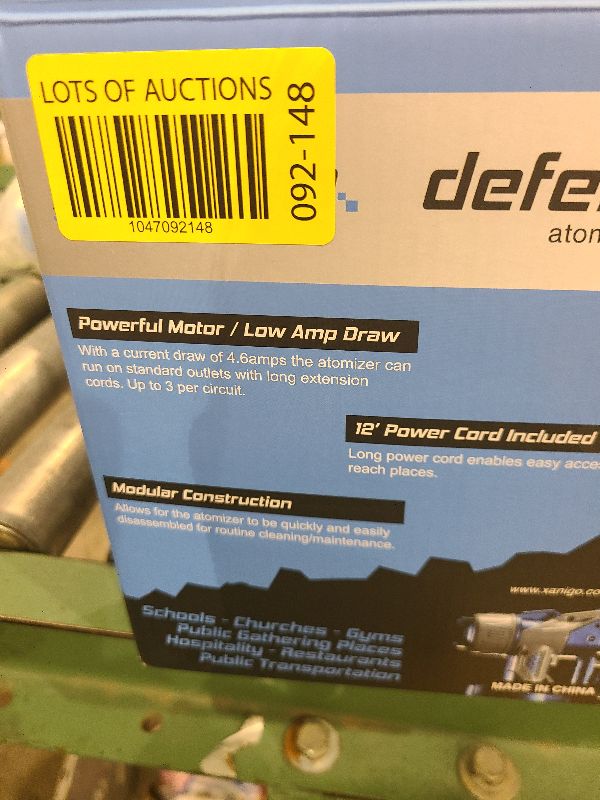 LOTS OF AUCTIONS
092-148
1047092148
defe
atom
Powerful Motor / Low Amp Draw
With a current draw of 4.6amps the atomizer can
run on standard outlets with long extension
cords. Up to 3 per circuit.
12' Power Cord Included
Long power cord enables easy acce
reach places.
Modular Construction
Allows for the atomizer to be quickly and easily
disassembled for routine cleaning/maintenance.
www.xanigo.co
Schools - Churches - Gyms
Public Gathering Places
Hospitality - Restaurants
Public Transportation
MADE IN CHINA